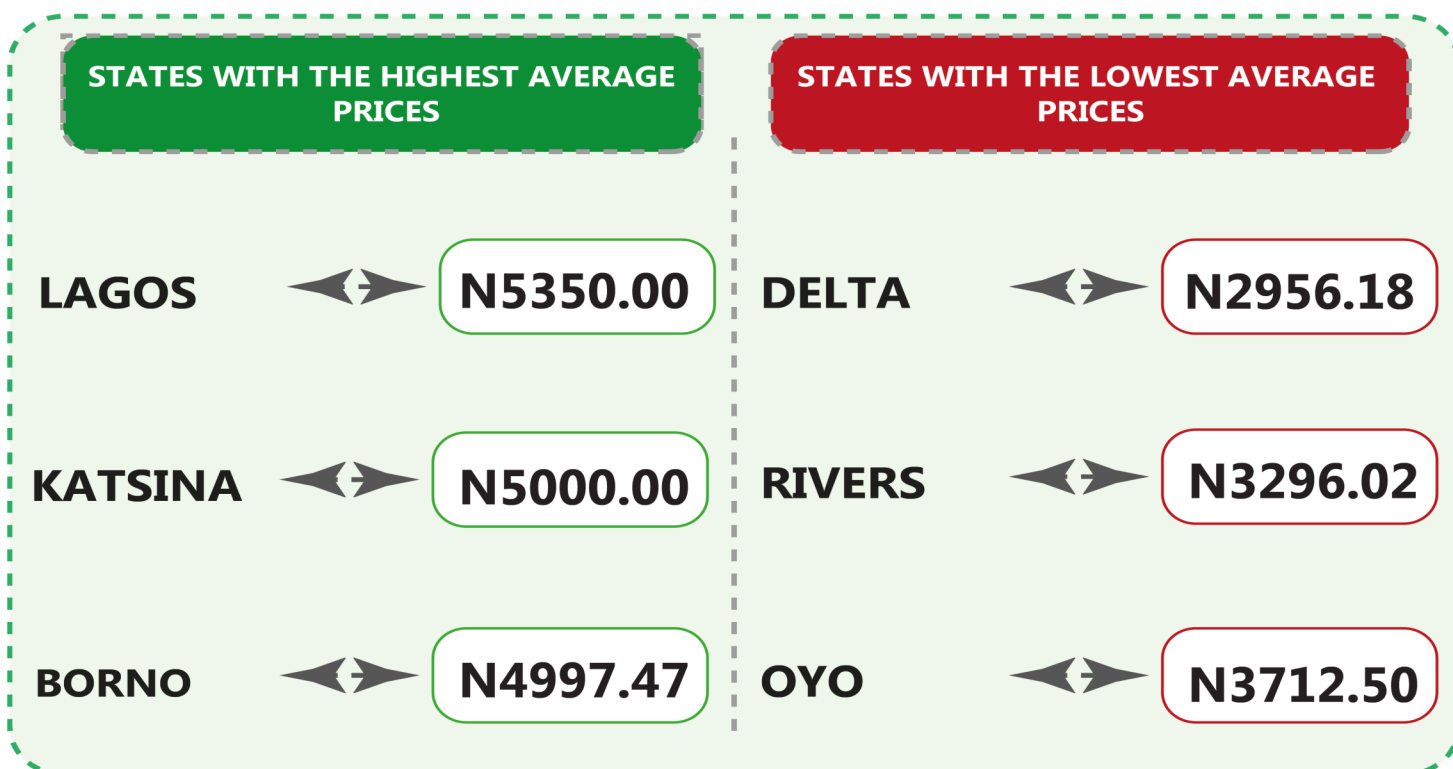 STATES WITH THE HIGHEST AVERAGE
PRICES
LAGOS N5350.00
KATSINA N5000.00
BORNO N4997.47
STATES WITH THE LOWEST AVERAGE
PRICES
DELTA N2956.18
RIVERS N3296.02
OYO N3712.50